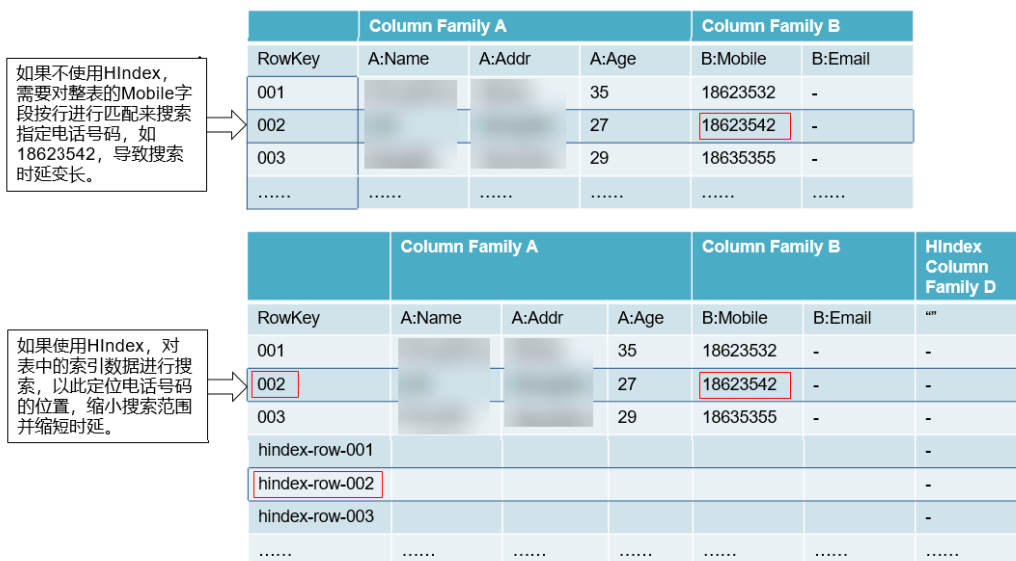 Column Family A Column Family B
RowKey A:Name A:Addr A:Age B:Mobile B:Email
001 35 18623532 -
002 27 18623542 -
003 29 18635355 -
…… …… …… …… …… ……
如果不使用HIndex，
需要对整表的Mobile字
段按行进行匹配来搜索
指定电话号码，如
18623542，导致搜索
时延变长。
Column Family A Column Family B HIndex
Column
Family D
RowKey A:Name A:Addr A:Age B:Mobile B:Email “”
001 35 18623532 - -
002 27 18623542 - -
003 29 18635355 - -
hindex-row-001 -
hindex-row-002 -
hindex-row-003 -
…… …… …… …… …… …… ……
如果使用HIndex，对
表中的索引数据进行搜
索，以此定位电话号码
的位置，缩小搜索范围
并缩短时延。